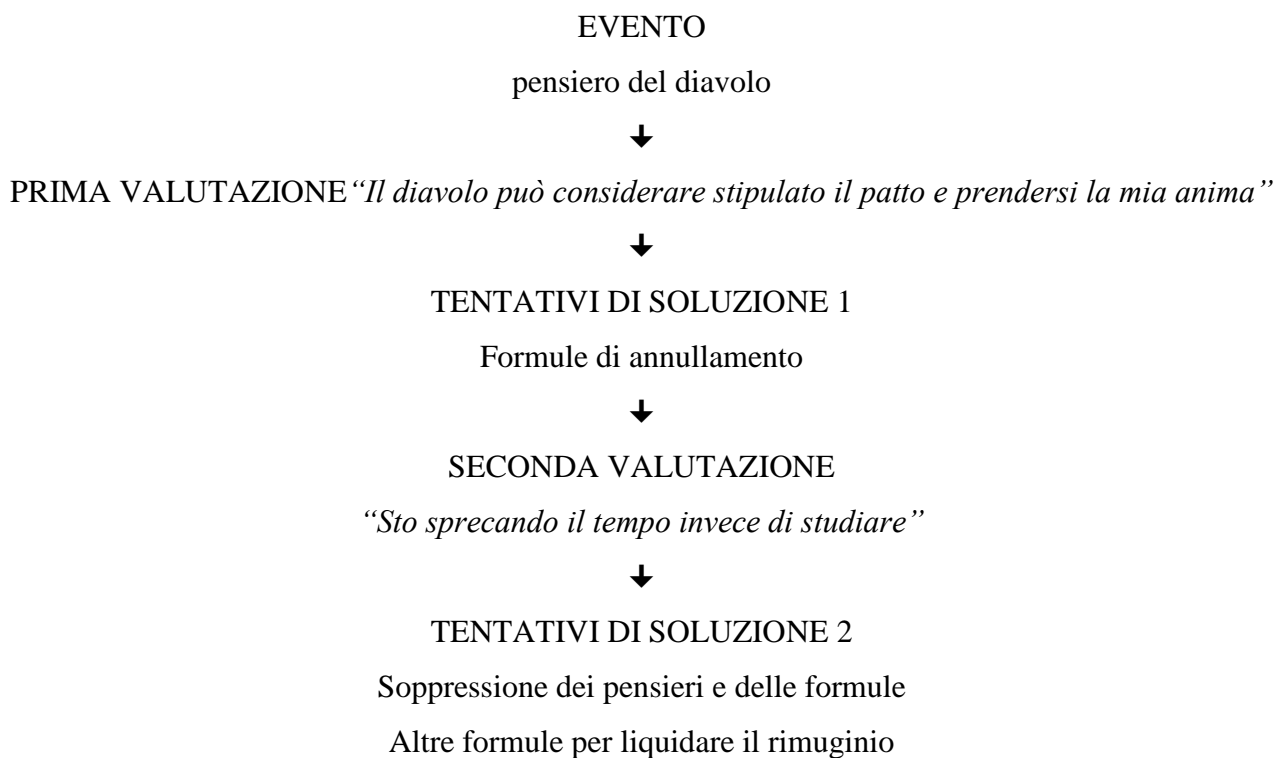 EVENTO
pensiero del diavolo
PRIMA VALUTAZIONE “Il diavolo può considerare stipulato il patto e prendersi la mia anima”
TENTATIVI DI SOLUZIONE 1
Formule di annullamento
SECONDA VALUTAZIONE
“Sto sprecando il tempo invece di studiare”
TENTATIVI DI SOLUZIONE 2
Soppressione dei pensieri e delle formule
Altre formule per liquidare il rimuginio